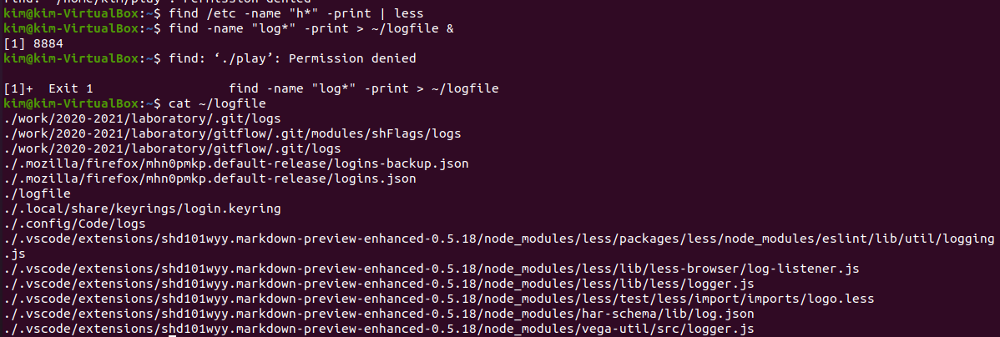 find: ‘/home/kim/play’: Permission denied
kim@kim-VirtualBox:~$ find /etc -name "h*" -print | less
kim@kim-VirtualBox:~$ find -name "log*" -print > ~/logfile &
[1] 8884
kim@kim-VirtualBox:~$ find: ‘./play’: Permission denied
[1]+  Exit 1                  find -name "log*" -print > ~/logfile
kim@kim-VirtualBox:~$ cat ~/logfile
./work/2020-2021/laboratory/.git/logs
./work/2020-2021/laboratory/gitflow/.git/modules/shFlags/logs
./work/2020-2021/laboratory/gitflow/.git/logs
./.mozilla/firefox/mhn0pmkp.default-release/logins-backup.json
./.mozilla/firefox/mhn0pmkp.default-release/logins.json
./logfile
./.local/share/keyrings/login.keyring
./.config/Code/logs
./.vscode/extensions/shd101wyy.markdown-preview-enhanced-0.5.18/node_modules/less/packages/less/node_modules/eslint/lib/util/logging
.js
./.vscode/extensions/shd101wyy.markdown-preview-enhanced-0.5.18/node_modules/less/lib/less-browser/log-listener.js
./.vscode/extensions/shd101wyy.markdown-preview-enhanced-0.5.18/node_modules/less/lib/less/logger.js
./.vscode/extensions/shd101wyy.markdown-preview-enhanced-0.5.18/node_modules/less/test/less/import/imports/logo.less
./.vscode/extensions/shd101wyy.markdown-preview-enhanced-0.5.18/node_modules/har-schema/lib/log.json
./.vscode/extensions/shd101wyy.markdown-preview-enhanced-0.5.18/node_modules/vega-util/src/logger.js